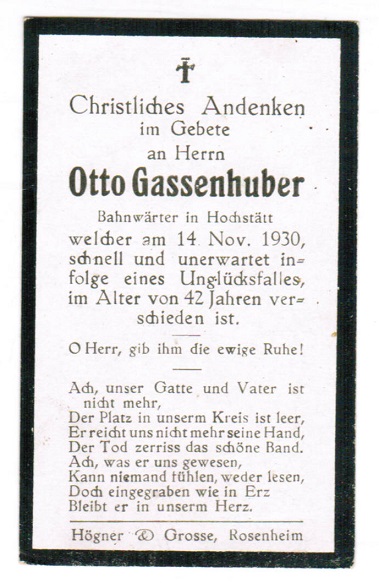 Christliches Andenken
im Gebete
an Herrn
Otto Gassenhuber
Bahnwärter in Hochstätt
welcher am 14. Nov. 1930,
schnell und unerwartet in=
folge eines Unglücksfalles,
im Alter von 42 Jahren ver=
schieden ist.
O Herr, gib ihm die ewige Ruhe!
Ach, unser Gatte und Vater ist
nicht mehr,
Der Platz in unserm Kreis ist leer,
Er reicht uns nicht mehr seine Hand,
Der Tod zerriss das schöne Band.
Ach, was er uns gewesen,
Kann niemand fühlen, weder lesen,
Doch eingegraben wie in Erz
Bleibt er in unserm Herz.
Högner & Grosse, Rosenheim